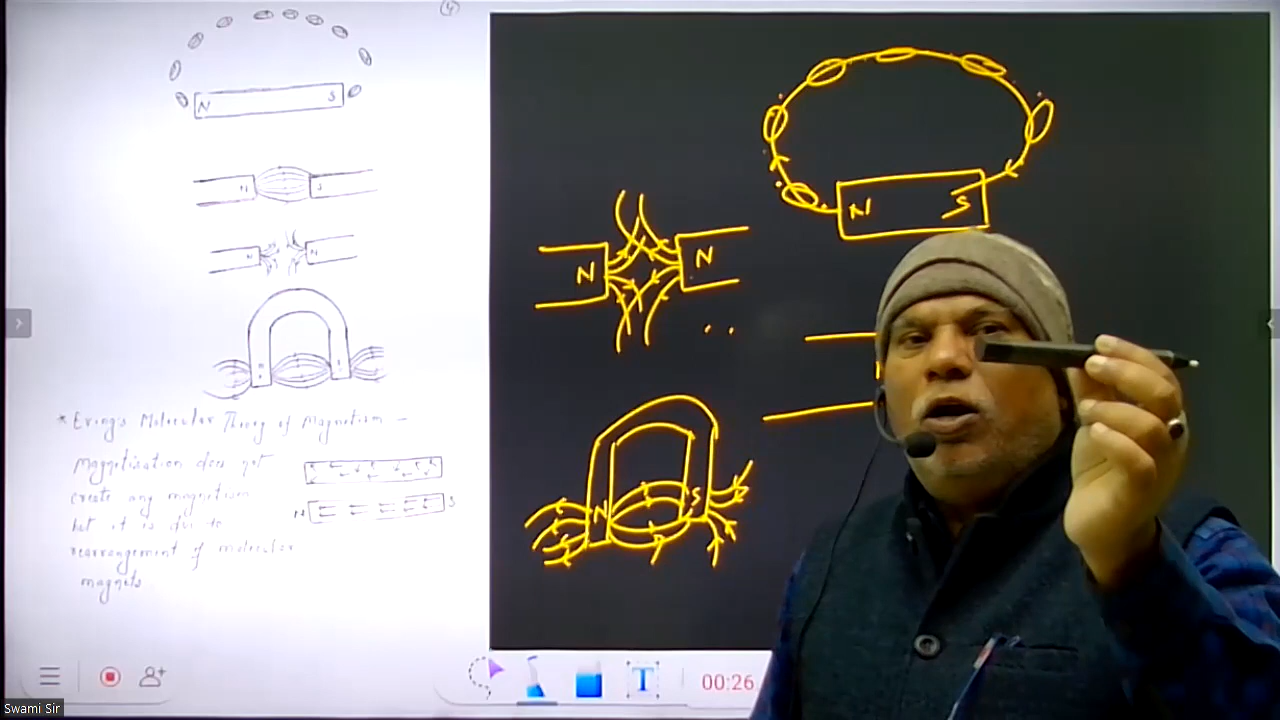 4
N S
N S
N N
N S
* Ewing's Molecular Theory of Magnetism -
Magnetisation does not
create any magnetism
but it is due to
rearrangement of molecular
magnets
N S
N S
N N
N S
T 00:26
Swami Sir